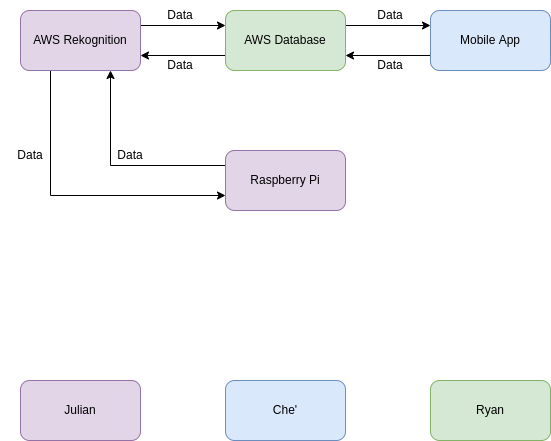 Data
Data
AWS Rekognition
AWS Database
Mobile App
Data
Data
Data
Data
Raspberry Pi
Julian
Che'
Ryan